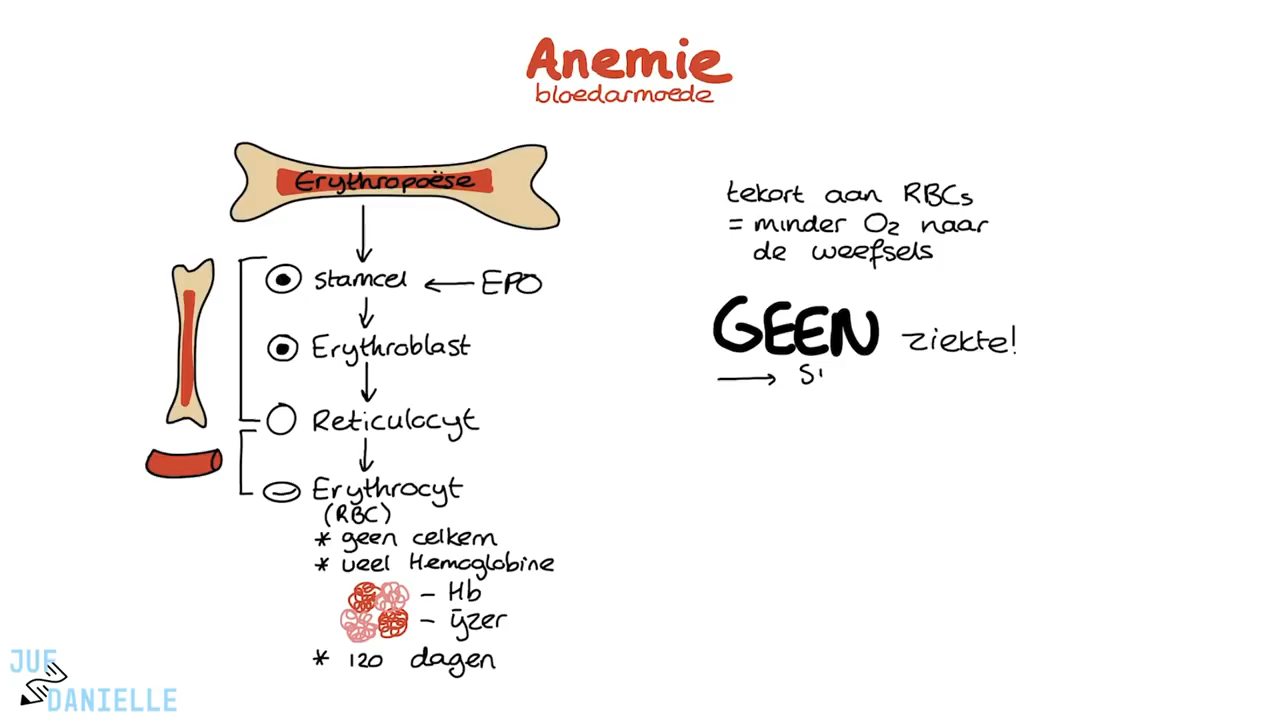 Anemie
bloedarmoede
Erythropoëse
stamcel ← EPO
Erythroblast
Reticulocyt
Erythrocyt
(RBC)
* geen celkern
* veel Hemoglobine
- Hb
- ijzer
* 120 dagen
tekort aan RBCs
= minder O2 naar
de weefsels
GEEN ziekte!
→
JUF
DANIELLE